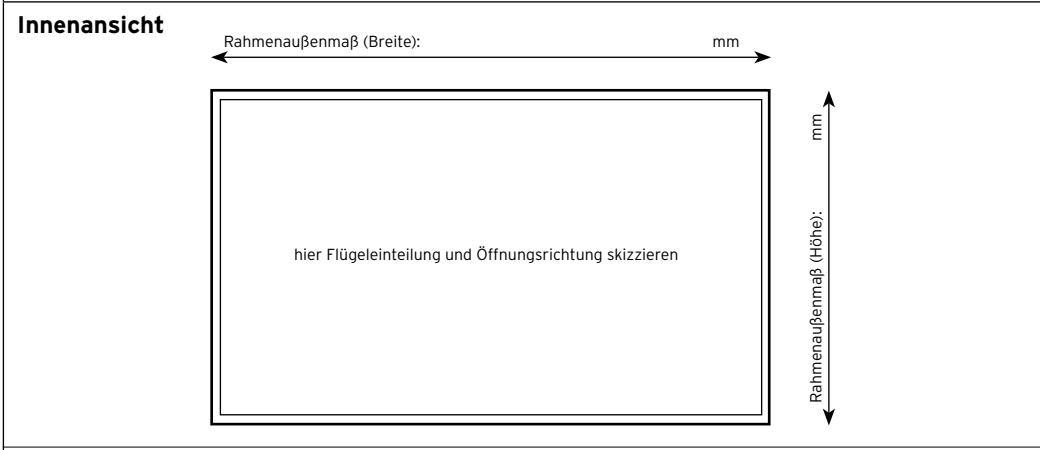 Innenansicht
Rahmenaußenmaß (Breite): mm
hier Flügeleinteilung und Öffnungsrichtung skizzieren
Rahmenaußenmaß (Höhe): mm